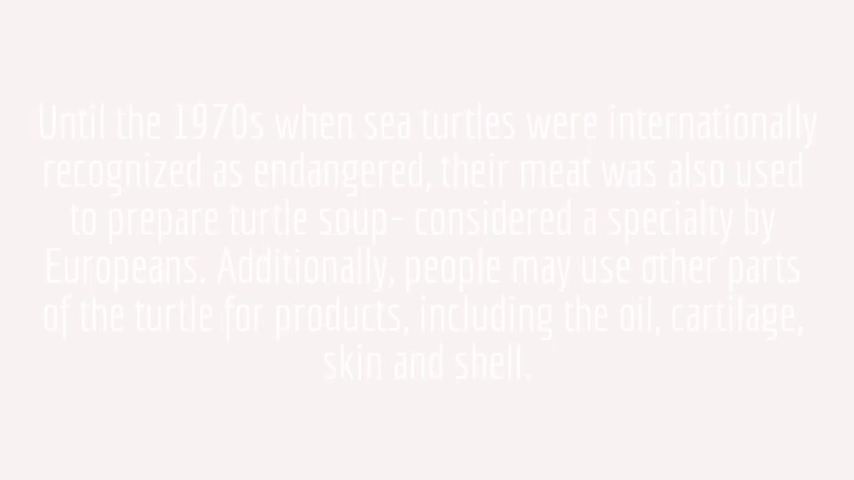 Until the 1970s when sea turtles were internationally
recognized as endangered, their meat was also used
to prepare turtle soup- considered a specialty by
Europeans. Additionally, people may use other parts
of the turtle for products, including the oil, cartilage,
skin and shell.